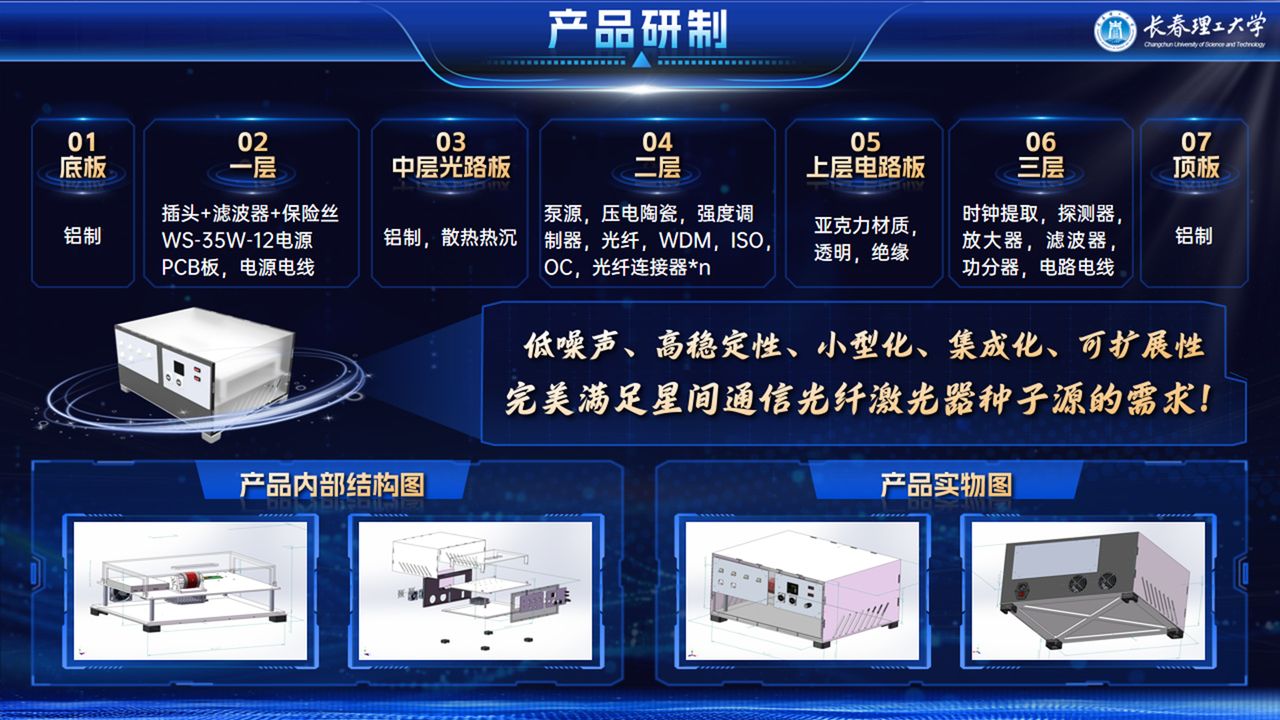 产品研制
长春理工大学
Changchun University of Science and Technology
01
底板
铝制
02
一层
插头+滤波器+保险丝
WS-35W-12电源
PCB板，电源电线
03
中层光路板
铝制，散热热沉
04
二层
泵源，压电陶瓷，强度调
制器，光纤，WDM，ISO，
OC，光纤连接器*n
05
上层电路板
亚克力材质，
透明，绝缘
06
三层
时钟提取，探测器，
放大器，滤波器，
功分器，电路电线
07
顶板
铝制
低噪声、高稳定性、小型化、集成化、可扩展性
完美满足星间通信光纤激光器种子源的需求！
产品内部结构图
产品实物图